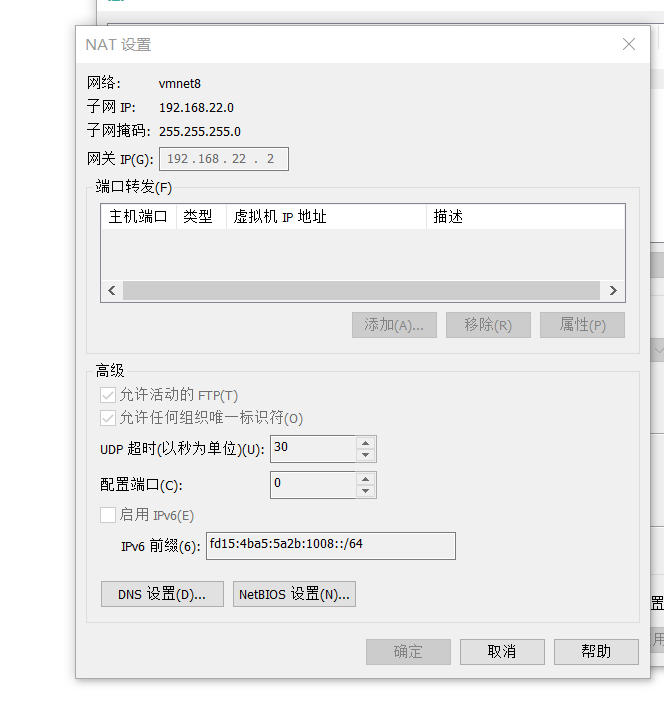 NAT 设置
网络: vmnet8
子网 IP: 192.168.22.0
子网掩码: 255.255.255.0
网关 IP(G): 192 . 168 . 22 . 2
端口转发(F)
主机端口 类型 虚拟机 IP 地址 描述
添加(A)... 移除(R) 属性(P)
高级
允许活动的 FTP(T)
允许任何组织唯一标识符(O)
UDP 超时(以秒为单位)(U): 30
配置端口(C): 0
启用 IPv6(E)
IPv6 前缀(6): fd15:4ba5:5a2b:1008::/64
DNS 设置(D)... NetBIOS 设置(N)...
置
用
确定 取消 帮助